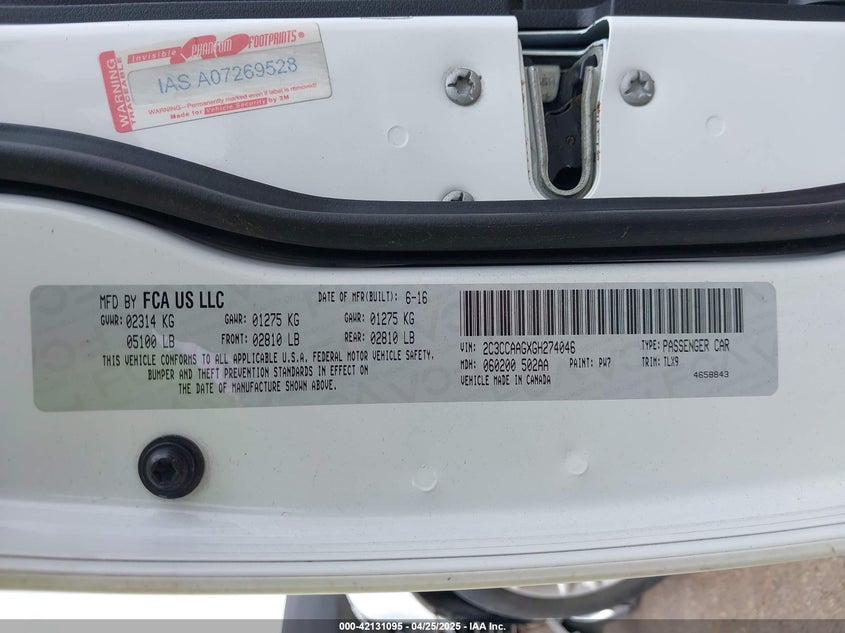 Invisible PHANTOM FOOTPRINTS®
WARNING TRACEABLE
IAS A07269528
WARNING—Permanently marked even if label is removed!
Made for Vehicle Security by 3M
MFD BY FCA US LLC
DATE OF MFR(BUILT): 6-16
GVWR: 02314 KG GAWR: 01275 KG GAWR: 01275 KG
05100 LB FRONT: 02810 LB REAR: 02810 LB
THIS VEHICLE CONFORMS TO ALL APPLICABLE U.S.A. FEDERAL MOTOR VEHICLE SAFETY,
BUMPER AND THEFT PREVENTION STANDARDS IN EFFECT ON
THE DATE OF MANUFACTURE SHOWN ABOVE.
VIN: 2C3CCAAGXGH274046 TYPE: PASSENGER CAR
MDH: 060200 502AA PAINT: PW7 TRIM: TLX9
VEHICLE MADE IN CANADA 4658843
000-42131095 - 04/25/2025 - IAA Inc.